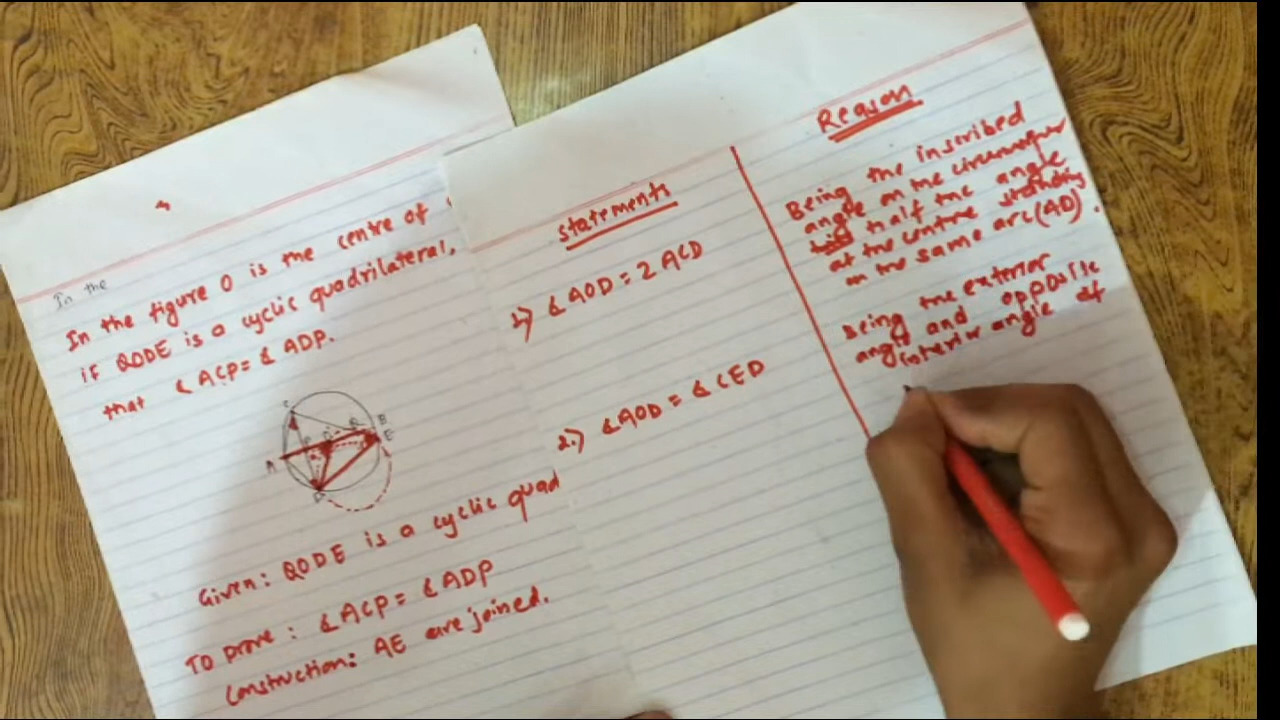 In the
In the figure O is the centre of
if QODE is a cyclic quadrilateral,
that ∠ACP = ∠ADP.
Given: QODE is a cyclic quad
To prove: ∠ACP = ∠ADP
Construction: AE are joined.
Statements
1) ∠AOD = 2 ACD
2.) ∠AOD = ∠CED
Reason
Being the inscribed
angle on the
half the angle
at the centre
on the same arc(AD).
Being the exterior
angle and opposite
interior angle of